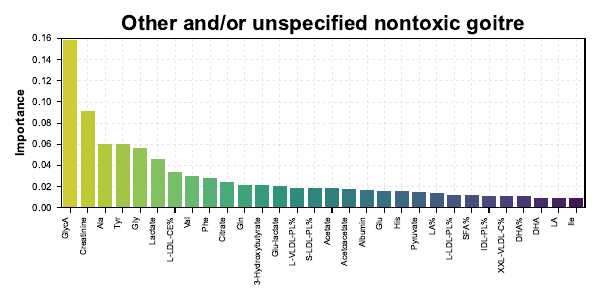 Other and/or unspecified nontoxic goitre
Importance
0.16
0.14
0.12
0.10
0.08
0.06
0.04
0.02
0.00
GlycA
Creatinine
Ala
Tyr
Gly
Lactate
L-LDL-CE%
Val
Phe
Citrate
Gln
3-Hydroxybutyrate
Glu-lactate
L-VLDL-PL%
S-LDL-PL%
Acetate
Acetoacetate
Albumin
Glu
His
Pyruvate
LA%
L-LDL-PL%
SFA%
IDL-PL%
XXL-VLDL-C%
DHA%
DHA
LA
Ile